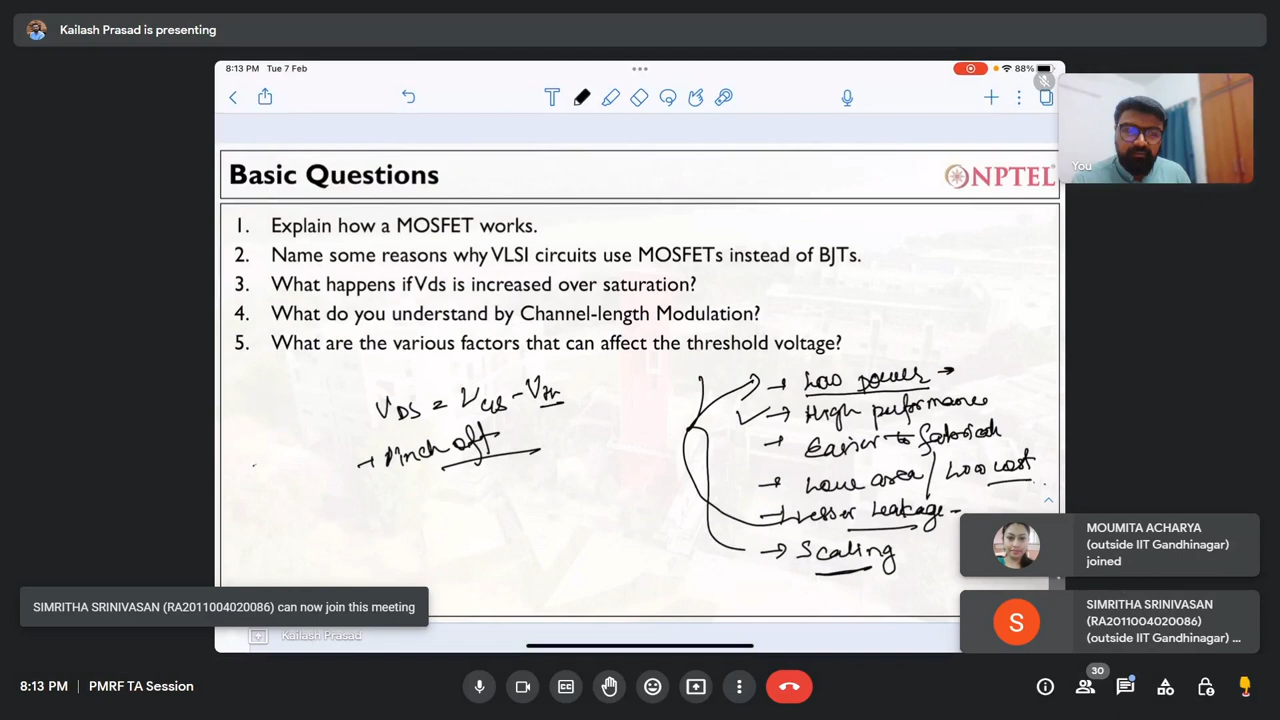 Kailash Prasad is presenting
8:13 PM Tue 7 Feb
88%
You
Basic Questions
NPTEL
1. Explain how a MOSFET works.
2. Name some reasons why VLSI circuits use MOSFETs instead of BJTs.
3. What happens if Vds is increased over saturation?
4. What do you understand by Channel-length Modulation?
5. What are the various factors that can affect the threshold voltage?
VDS = VGS - VTH
→ Pinch off
→ Low power →
→ High performance
→ Easier to fabricate
→ Low area / Low cost
→ Lesser Leakage -
→ Scaling
MOUMITA ACHARYA
(outside IIT Gandhinagar)
joined
SIMRITHA SRINIVASAN (RA2011004020086) can now join this meeting
S
SIMRITHA SRINIVASAN
(RA2011004020086)
(outside IIT Gandhinagar) ...
Kailash Prasad
8:13 PM PMRF TA Session
30